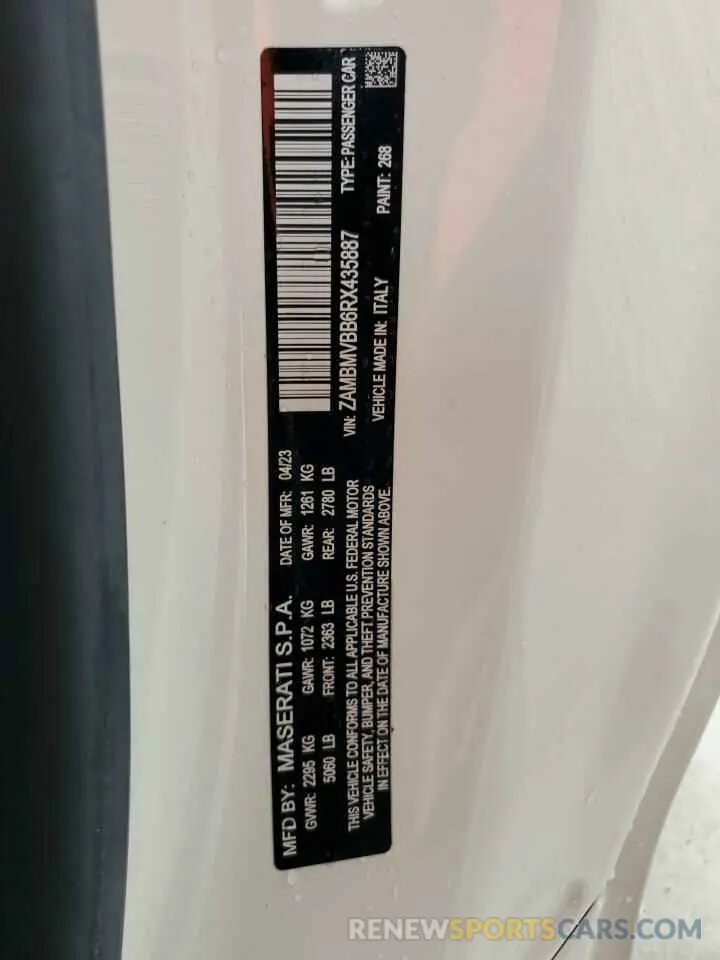 MFD BY: MASERATI S.P.A. DATE OF MFR: 04/23
GVWR: 2295 KG GAWR: 1072 KG GAWR: 1261 KG
5060 LB FRONT: 2363 LB REAR: 2780 LB
THIS VEHICLE CONFORMS TO ALL APPLICABLE U.S. FEDERAL MOTOR
VEHICLE SAFETY, BUMPER, AND THEFT PREVENTION STANDARDS
IN EFFECT ON THE DATE OF MANUFACTURE SHOWN ABOVE.
VIN: ZAMBMVBB6RX435887 TYPE:PASSENGER CAR
VEHICLE MADE IN: ITALY PAINT: 268
RENEWSPORTSCARS.COM